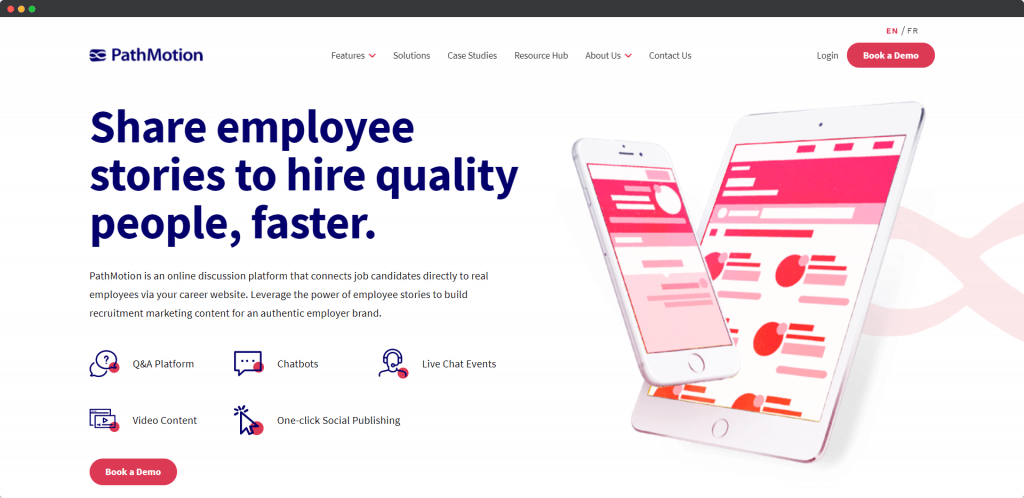 EN / FR
PathMotion
Features
Solutions
Case Studies
Resource Hub
About Us
Contact Us
Login
Book a Demo
Share employee
stories to hire quality
people, faster.
PathMotion is an online discussion platform that connects job candidates directly to real
employees via your career website. Leverage the power of employee stories to build
recruitment marketing content for an authentic employer brand.
Q&A Platform
Chatbots
Live Chat Events
Video Content
One-click Social Publishing
Book a Demo